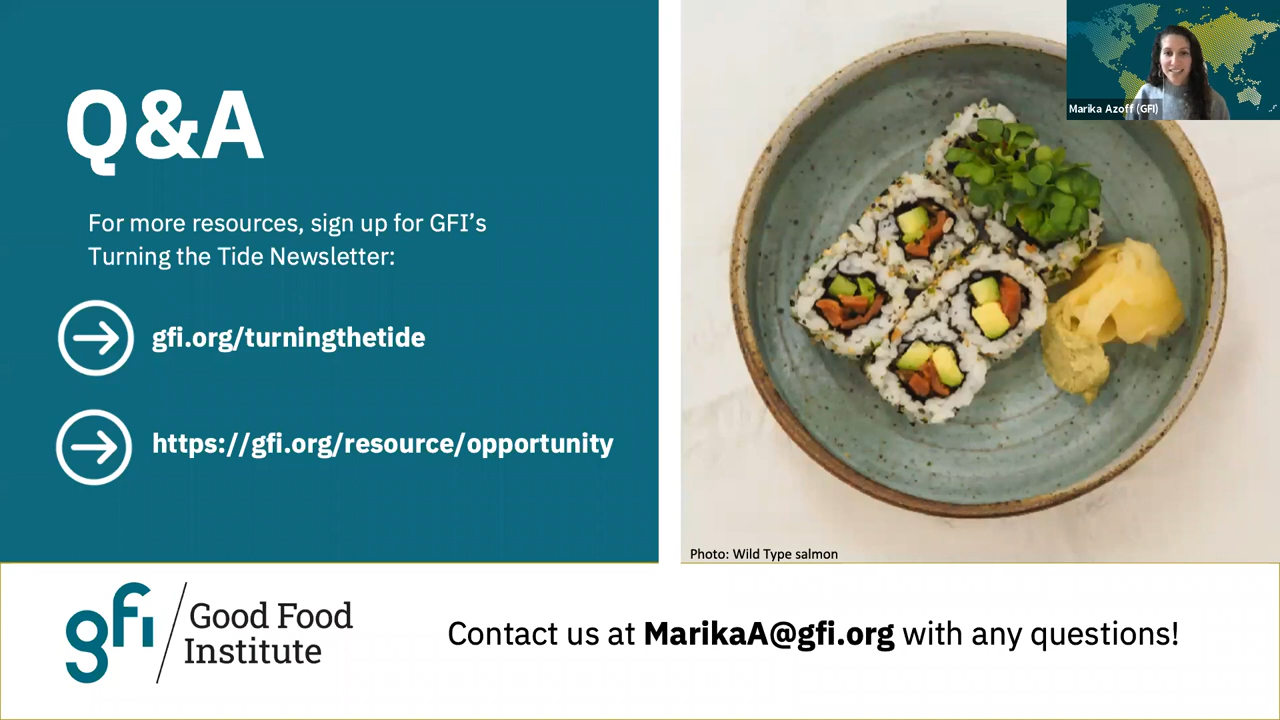 Q&A
For more resources, sign up for GFI's
Turning the Tide Newsletter:
gfi.org/turningthetide
https://gfi.org/resource/opportunity
Marika Azoff (GFI)
Photo: Wild Type salmon
gfi
Good Food
Institute
Contact us at MarikaA@gfi.org with any questions!